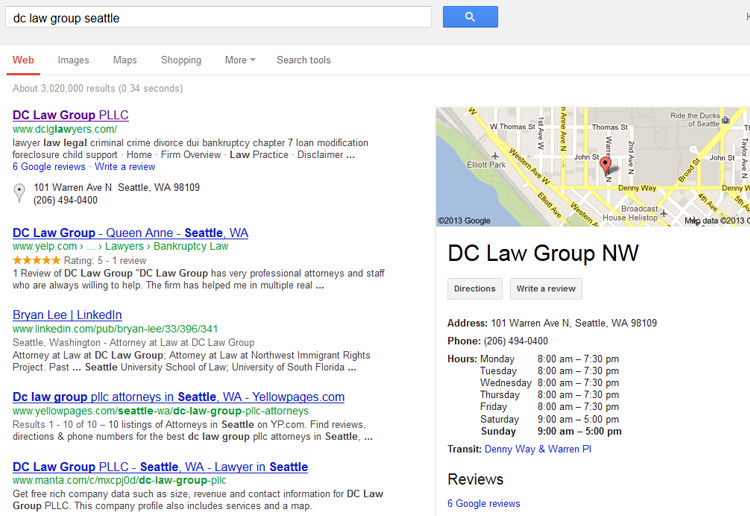 dc law group seattle
Web Images Maps Shopping More Search tools
About 3,020,000 results (0.34 seconds)
DC Law Group PLLC
www.dclglawyers.com/
lawyer law legal criminal crime divorce dui bankruptcy chapter 7 loan modification
foreclosure child support · Home · Firm Overview · Law Practice · Disclaimer ...
6 Google reviews · Write a review
101 Warren Ave N Seattle, WA 98109
(206) 494-0400
DC Law Group - Queen Anne - Seattle, WA
www.yelp.com › ... › Lawyers › Bankruptcy Law
Rating: 5 - 1 review
1 Review of DC Law Group "DC Law Group has very professional attorneys and staff
who are always willing to help. The firm has helped me in multiple real ...
Bryan Lee | LinkedIn
www.linkedin.com/pub/bryan-lee/33/396/341
Seattle, Washington - Attorney at Law at DC Law Group
Attorney at Law at DC Law Group; Attorney at Law at Northwest Immigrant Rights
Project. Past ... Seattle University School of Law; University of South Florida ...
Dc law group pllc attorneys in Seattle, WA - Yellowpages.com
www.yellowpages.com/seattle-wa/dc-law-group-pllc-attorneys
Results 1 - 10 of 10 – 10 listings of Attorneys in Seattle on YP.com. Find reviews,
directions & phone numbers for the best dc law group pllc attorneys in Seattle, ...
DC Law Group PLLC - Seattle, WA - Lawyer in Seattle
www.manta.com/c/mxcpj0d/dc-law-group-pllc
Get free rich company data such as size, revenue and contact information for DC Law
Group PLLC. This company profile also includes services and a map.
Ride the Ducks
of Seattle
1st Ave N
W Thomas St
Thomas St
Warren
2nd Ave N
Taylor Ave N
Elliott Park
Western Ave W
John St
John St
Broad St
Denny Way
Elliott Ave
Western Ave
4th Ave
5th
Broadcast
House Helistop
©2013 Google
Map data ©2013 G
DC Law Group NW
Directions Write a review
Address: 101 Warren Ave N, Seattle, WA 98109
Phone: (206) 494-0400
Hours: Monday 8:00 am – 7:30 pm
Tuesday 8:00 am – 7:30 pm
Wednesday 8:00 am – 7:30 pm
Thursday 8:00 am – 7:30 pm
Friday 8:00 am – 7:30 pm
Saturday 9:00 am – 5:00 pm
Sunday 9:00 am – 5:00 pm
Transit: Denny Way & Warren Pl
Reviews
6 Google reviews